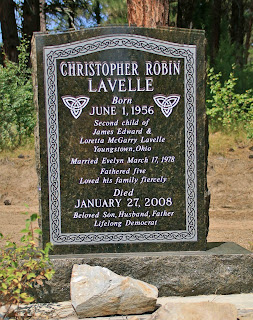 CHRISTOPHER ROBIN
LAVELLE
Born
JUNE 1, 1956
Second child of
James Edward &
Loretta McGarry Lavelle
Youngstown, Ohio
Married Evelyn March 17, 1978
Fathered five
Loved his family fiercely
Died
JANUARY 27, 2008
Beloved Son, Husband, Father
Lifelong Democrat